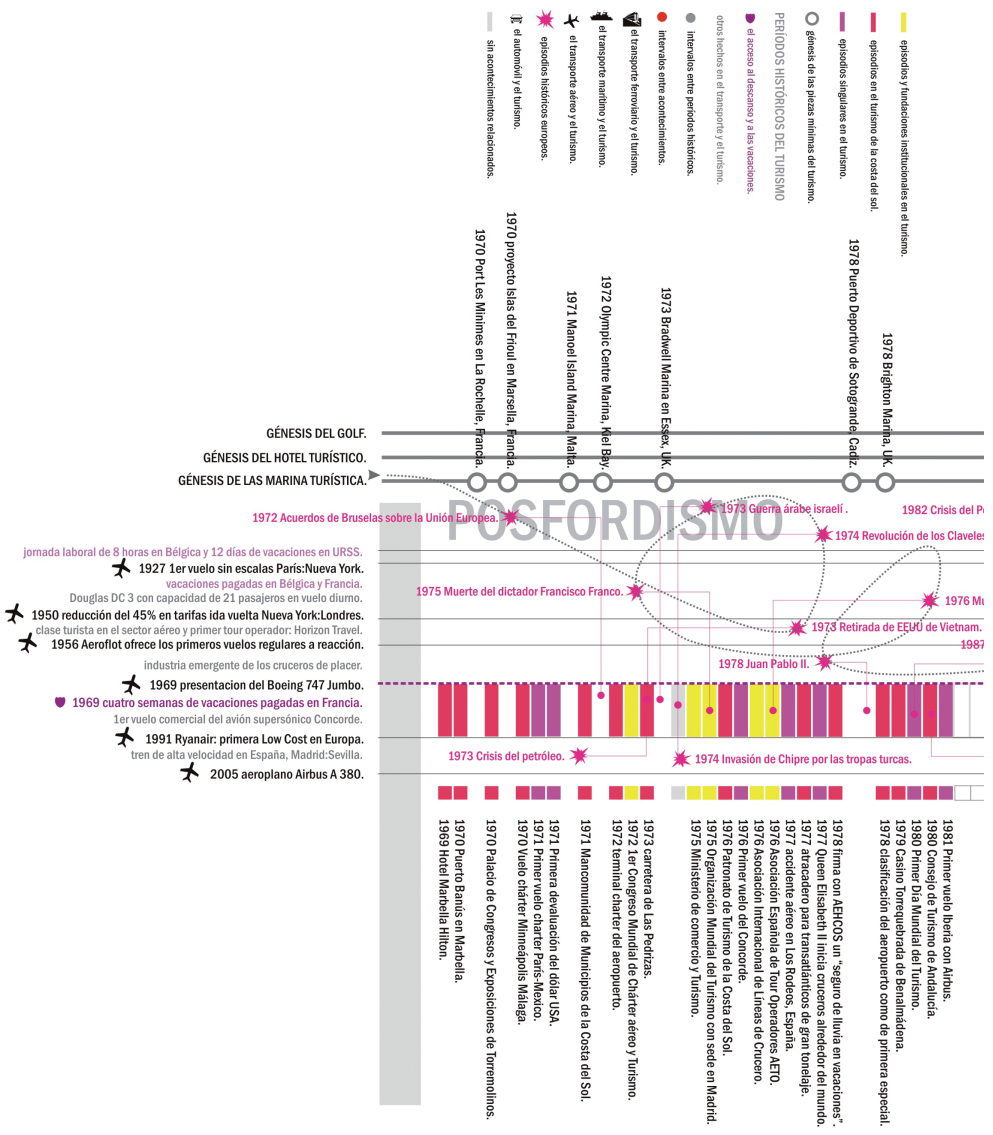 episodios y fundaciones institucionales en el turismo.
episodios en el turismo de la costa del sol.
episodios singulares en el turismo.
génesis de las piezas mínimas del turismo.
PERÍODOS HISTÓRICOS DEL TURISMO
el acceso al descanso y a las vacaciones.
otros hechos en el transporte y el turismo.
intervalos entre períodos históricos.
intervalos entre acontecimientos.
el transporte ferroviario y el turismo.
el transporte marítimo y el turismo.
el transporte aéreo y el turismo.
episodios históricos europeos.
el automóvil y el turismo.
sin acontecimientos relacionados.
1970 Port Les Minimes en La Rochelle, Francia.
1970 proyecto Islas del Frioul en Marsella, Francia.
1971 Manoel Island Marina, Malta.
1972 Olympic Centre Marina, Kiel Bay.
1973 Bradwell Marina en Essex, UK.
1978 Puerto Deportivo de Sotogrande, Cadiz.
1978 Brighton Marina, UK.
GÉNESIS DEL GOLF.
GÉNESIS DEL HOTEL TURÍSTICO.
GÉNESIS DE LAS MARINA TURÍSTICA.
POSFORDISMO
1972 Acuerdos de Bruselas sobre la Unión Europea.
1973 Guerra árabe israelí .
1982 Crisis del Pe
1974 Revolución de los Claveles
jornada laboral de 8 horas en Bélgica y 12 días de vacaciones en URSS.
1927 1er vuelo sin escalas París:Nueva York.
vacaciones pagadas en Bélgica y Francia.
Douglas DC 3 con capacidad de 21 pasajeros en vuelo diurno.
1975 Muerte del dictador Francisco Franco.
1976 Mu
1950 reducción del 45% en tarifas ida vuelta Nueva York:Londres.
clase turista en el sector aéreo y primer tour operador: Horizon Travel.
1973 Retirada de EEUU de Vietnam.
1956 Aeroflot ofrece los primeros vuelos regulares a reacción.
1987
industria emergente de los cruceros de placer.
1978 Juan Pablo II.
1969 presentacion del Boeing 747 Jumbo.
1969 cuatro semanas de vacaciones pagadas en Francia.
1er vuelo comercial del avión supersónico Concorde.
1991 Ryanair: primera Low Cost en Europa.
tren de alta velocidad en España, Madrid:Sevilla.
1973 Crisis del petróleo.
1974 Invasión de Chipre por las tropas turcas.
2005 aeroplano Airbus A 380.
1969 Hotel Marbella Hilton.
1970 Puerto Banús en Marbella.
1970 Palacio de Congresos y Exposiciones de Torremolinos.
1970 Vuelo chárter Minneápolis Málaga.
1971 Primer vuelo charter París-Mexico.
1971 Primera devaluación del dólar USA.
1971 Mancomunidad de Municipios de la Costa del Sol.
1972 terminal charter del aeropuerto.
1972 1er Congreso Mundial de Chárter aéreo y Turismo.
1973 carretera de Las Pedrizas.
1975 Ministerio de comercio y Turismo.
1975 Organización Mundial del Turismo con sede en Madrid.
1976 Patronato de Turismo de la Costa del Sol.
1976 Primer vuelo del Concorde.
1976 Asociación Internacional de Líneas de Crucero.
1976 Asociación Española de Tour Operadores AETO.
1977 accidente aéreo en Los Rodeos, España.
1977 atracadero para transatlánticos de gran tonelaje.
1977 Queen Elisabeth II inicia cruceros alrededor del mundo.
1978 firma con AEHCOS un "seguro de lluvia en vacaciones".
1978 clasificación del aeropuerto como de primera especial.
1979 Casino Torrequebrada de Benalmádena.
1980 Primer Día Mundial del Turismo.
1980 Consejo de Turismo de Andalucía.
1981 Primer vuelo Iberia con Airbus.